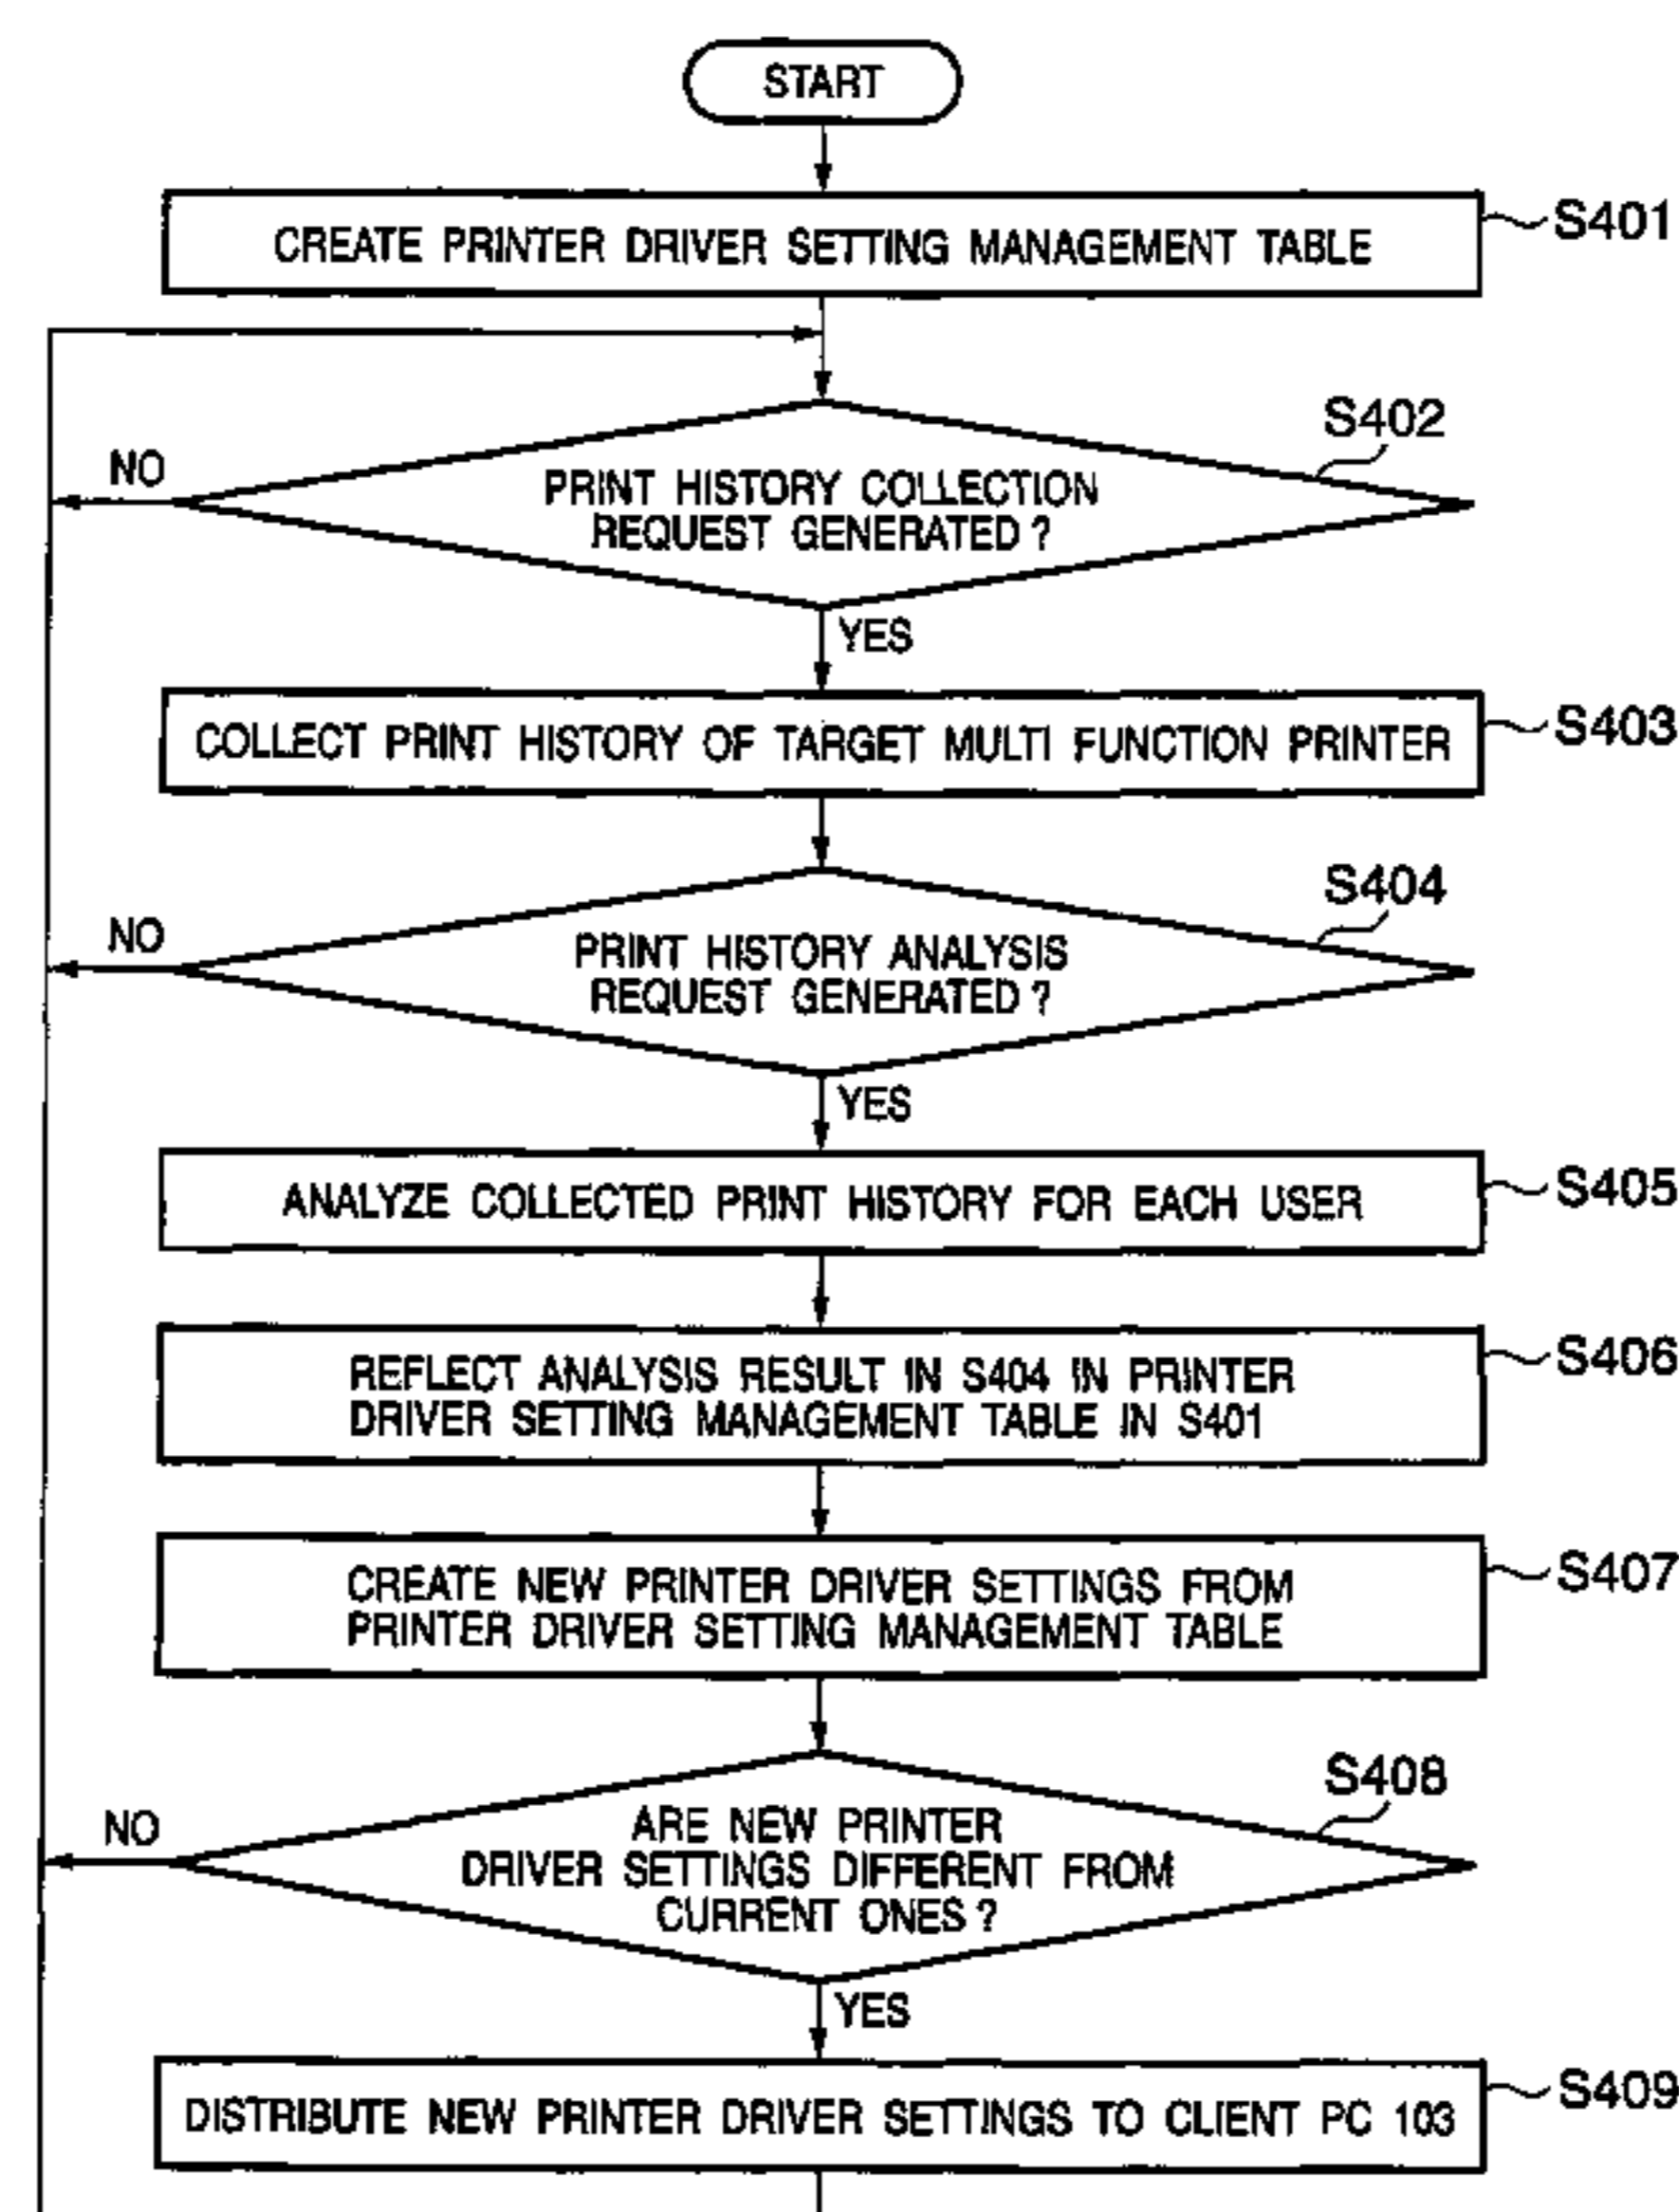 START
CREATE PRINTER DRIVER SETTING MANAGEMENT TABLE
S401
S402
NO
PRINT HISTORY COLLECTION
REQUEST GENERATED ?
YES
COLLECT PRINT HISTORY OF TARGET MULTI FUNCTION PRINTER
S403
S404
NO
PRINT HISTORY ANALYSIS
REQUEST GENERATED ?
YES
ANALYZE COLLECTED PRINT HISTORY FOR EACH USER
S405
REFLECT ANALYSIS RESULT IN S404 IN PRINTER
DRIVER SETTING MANAGEMENT TABLE IN S401
S406
CREATE NEW PRINTER DRIVER SETTINGS FROM
PRINTER DRIVER SETTING MANAGEMENT TABLE
S407
S408
NO
ARE NEW PRINTER
DRIVER SETTINGS DIFFERENT FROM
CURRENT ONES ?
YES
DISTRIBUTE NEW PRINTER DRIVER SETTINGS TO CLIENT PC 103
S409